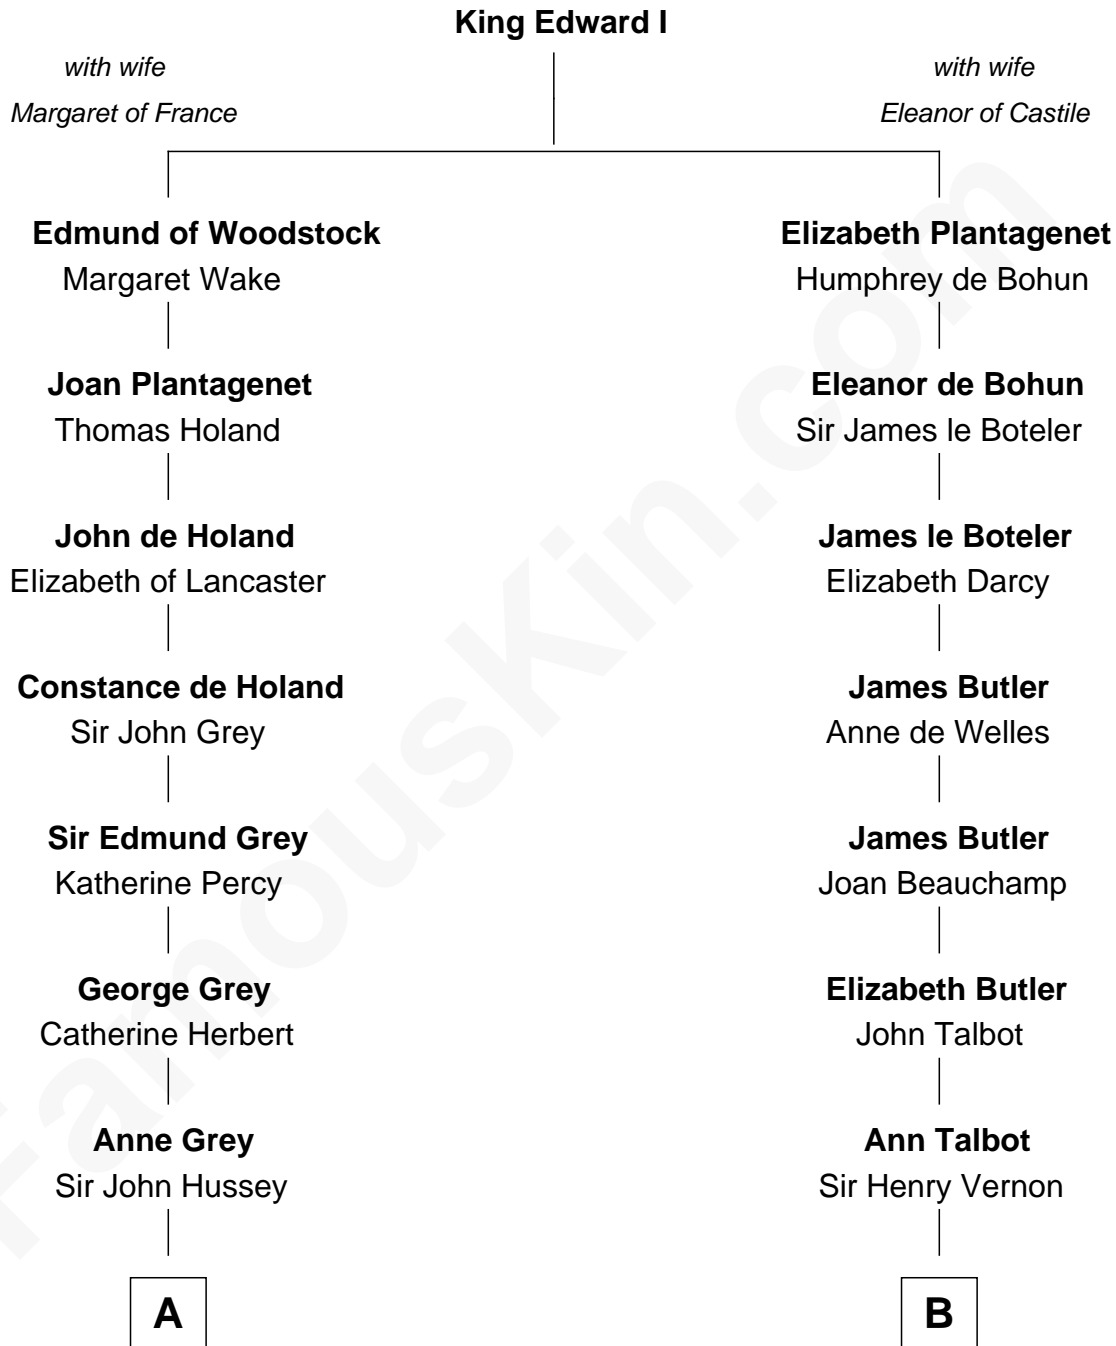 King Edward I
with wife
Margaret of France
with wife
Eleanor of Castile
Edmund of Woodstock
Margaret Wake
Elizabeth Plantagenet
Humphrey de Bohun
Joan Plantagenet
Thomas Holand
Eleanor de Bohun
Sir James le Boteler
John de Holand
Elizabeth of Lancaster
James le Boteler
Elizabeth Darcy
Constance de Holand
Sir John Grey
James Butler
Anne de Welles
Sir Edmund Grey
Katherine Percy
James Butler
Joan Beauchamp
George Grey
Catherine Herbert
Elizabeth Butler
John Talbot
Anne Grey
Sir John Hussey
Ann Talbot
Sir Henry Vernon
A
B
FamousKin.com